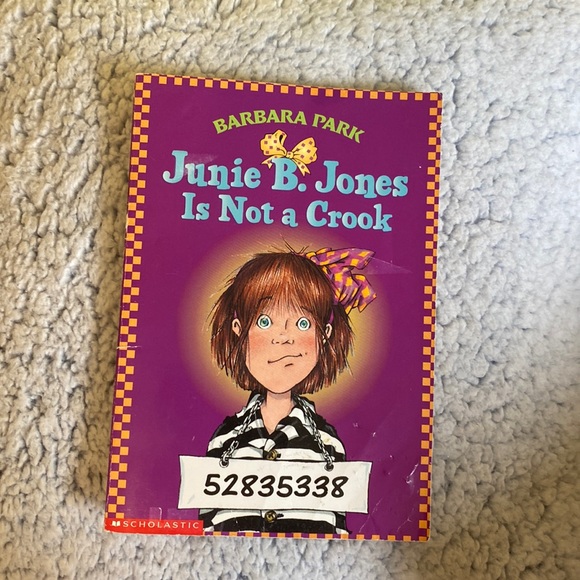 BARBARA PARK
Junie B. Jones
Is Not a Crook
52835338
SCHOLASTIC